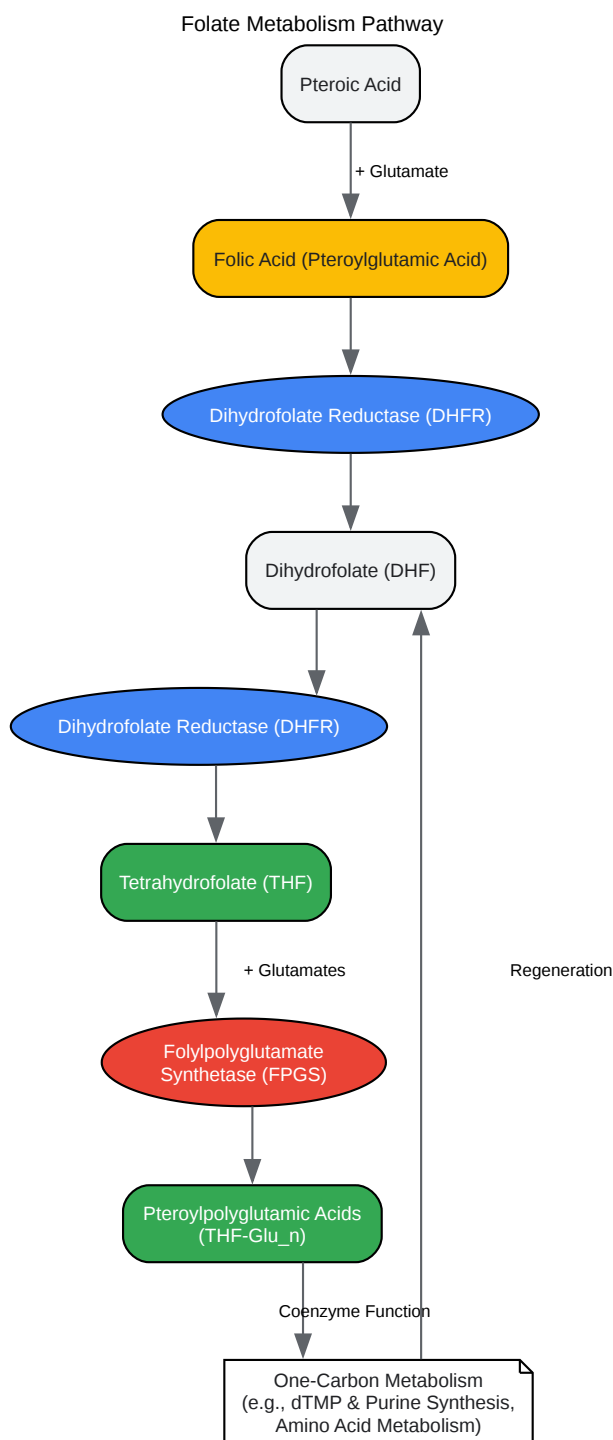 Folate Metabolism Pathway
Pteroic Acid
+ Glutamate
Folic Acid (Pteroylglutamic Acid)
Dihydrofolate Reductase (DHFR)
Dihydrofolate (DHF)
Dihydrofolate Reductase (DHFR)
Tetrahydrofolate (THF)
+ Glutamates
Regeneration
Folylpolyglutamate
Synthetase (FPGS)
Pteroylpolyglutamic Acids
(THF-Glu_n)
Coenzyme Function
One-Carbon Metabolism
(e.g., dTMP & Purine Synthesis,
Amino Acid Metabolism)